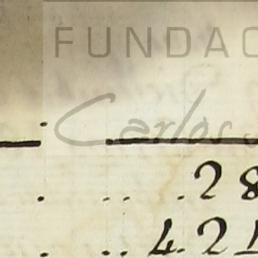 FUNDAC
Carlos
. .. . 28
. .. 421